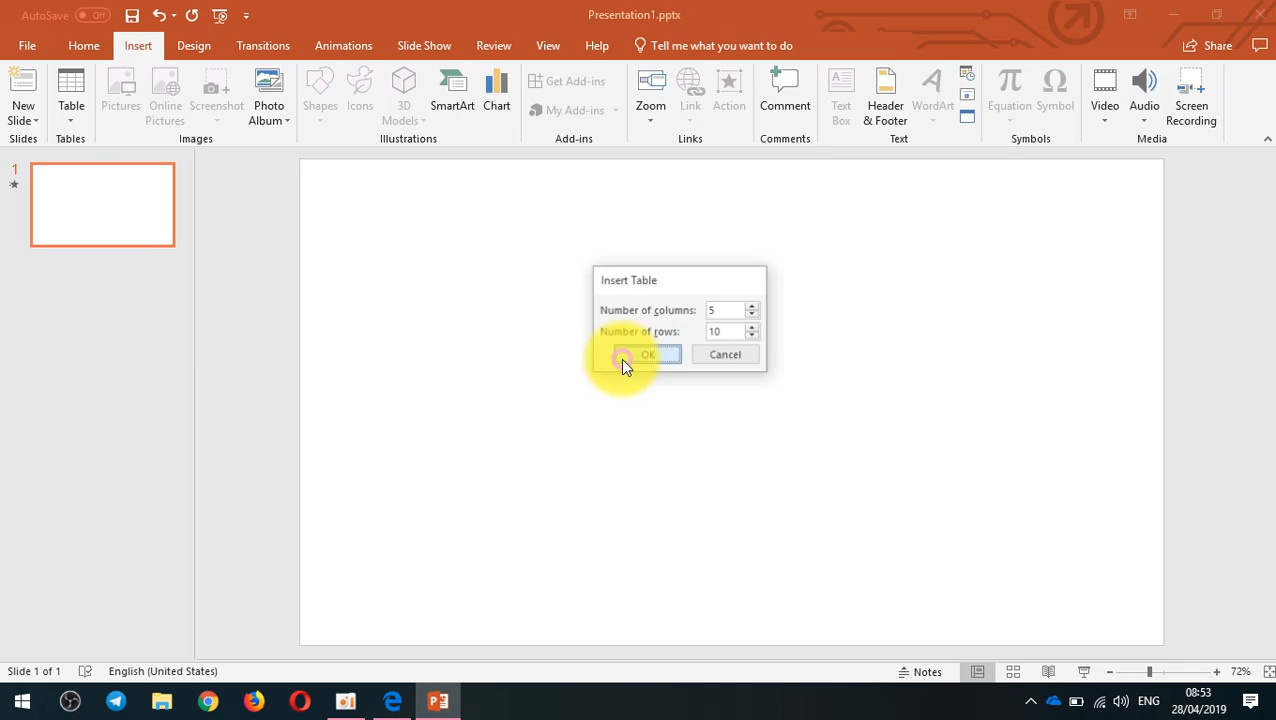 AutoSave Off
Presentation1.pptx
File Home Insert Design Transitions Animations Slide Show Review View Help Tell me what you want to do Share
New Slide
Table
Pictures
Online Pictures
Screenshot
Photo Album
Shapes
Icons
3D Models
SmartArt
Chart
Get Add-ins
My Add-ins
Zoom
Link
Action
Comment
Text Box
Header & Footer
WordArt
Equation
Symbol
Video
Audio
Screen Recording
Slides Tables Images Illustrations Add-ins Links Comments Text Symbols Media
1
Insert Table
Number of columns: 5
Number of rows: 10
OK Cancel
Slide 1 of 1 English (United States) Notes 72%
ENG
08:53
28/04/2019